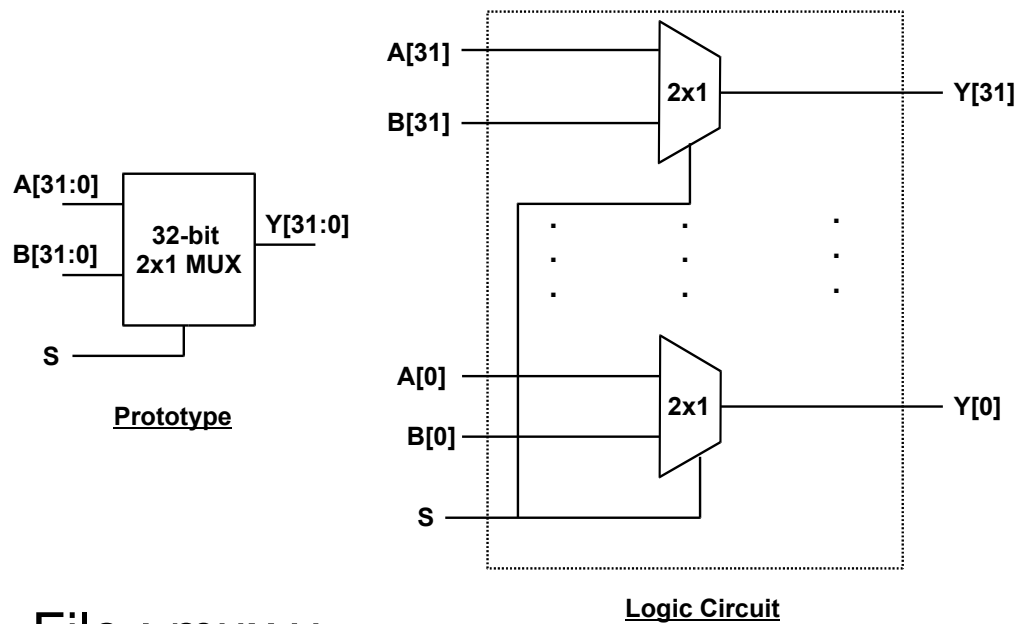 A[31:0]
B[31:0]
32-bit
2x1 MUX
Y[31:0]
S
Prototype
A[31]
B[31]
2x1
Y[31]
A[0]
B[0]
2x1
Y[0]
S
Logic Circuit